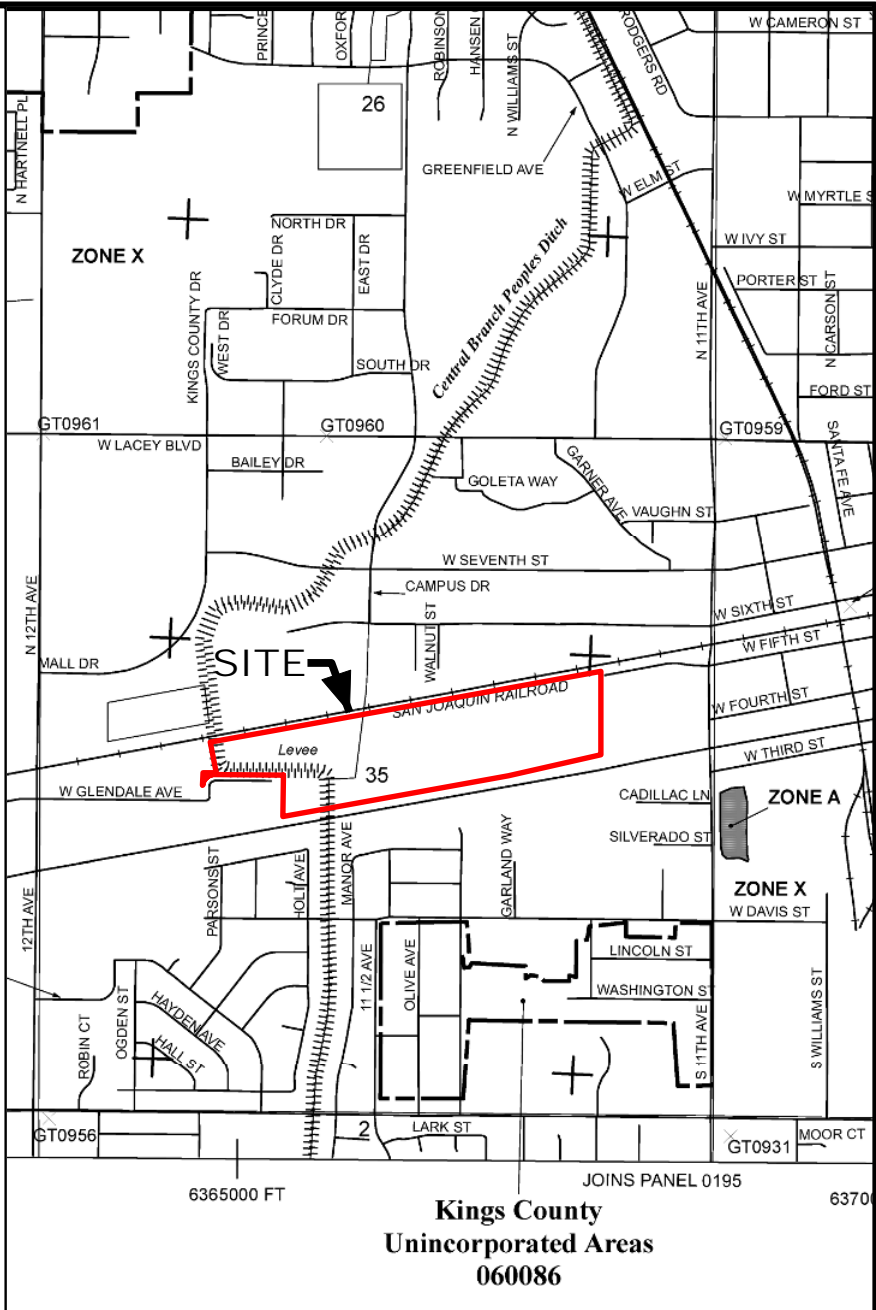 PRINCE
OXFOR
ROBINSON
HANSEN
N WILLIAMS ST
RODGERS RD
W CAMERON ST
26
N HARTNELL PL
GREENFIELD AVE
W ELM ST
W MYRTLE S
NORTH DR
ZONE X
CLYDE DR
EAST DR
Central Branch Peoples Ditch
W IVY ST
PORTER ST
KINGS COUNTY DR
WEST DR
FORUM DR
N 11TH AVE
N CARSON ST
SOUTH DR
FORD ST
GT0961
GT0960
GT0959
W LACEY BLVD
BAILEY DR
GOLETA WAY
GARNER AVE
SANTA FE AVE
VAUGHN ST
W SEVENTH ST
N 12TH AVE
CAMPUS DR
WALNUT ST
W SIXTH ST
W FIFTH ST
MALL DR
SITE
SAN JOAQUIN RAILROAD
W FOURTH ST
Levee
W THIRD ST
35
W GLENDALE AVE
CADILLAC LN
ZONE A
SILVERADO ST
12TH AVE
PARSONS ST
HOLT AVE
MANOR AVE
GARLAND WAY
ZONE X
W DAVIS ST
11 1/2 AVE
OLIVE AVE
LINCOLN ST
WASHINGTON ST
ROBIN CT
OGDEN ST
HAYDEN AVE
HALL ST
S 11TH AVE
S WILLIAMS ST
GT0956
2
LARK ST
GT0931
MOOR CT
6365000 FT
JOINS PANEL 0195
6370
Kings County
Unincorporated Areas
060086